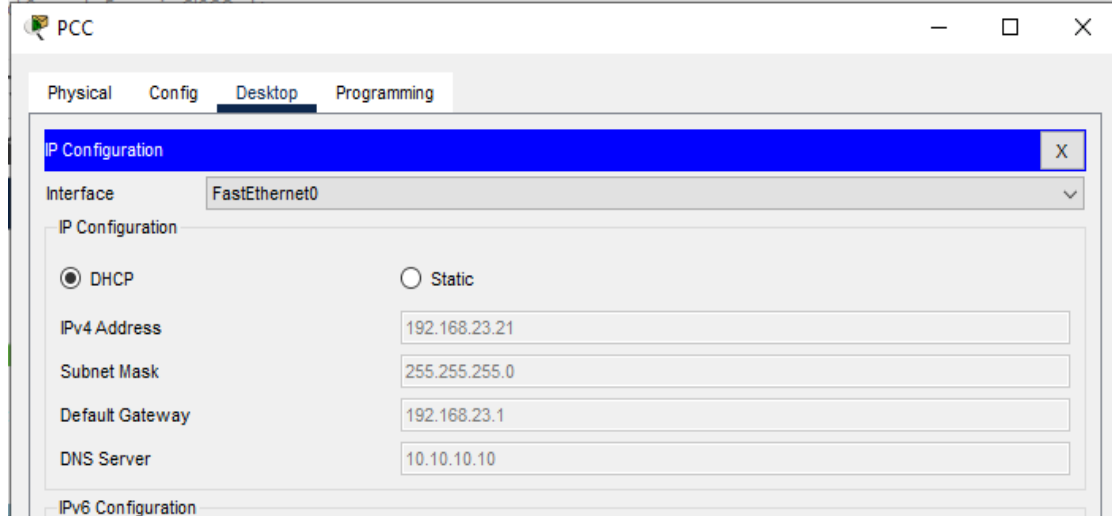 PCC
Physical Config Desktop Programming
IP Configuration X
Interface FastEthernet0
IP Configuration
DHCP Static
IPv4 Address 192.168.23.21
Subnet Mask 255.255.255.0
Default Gateway 192.168.23.1
DNS Server 10.10.10.10
IPv6 Configuration